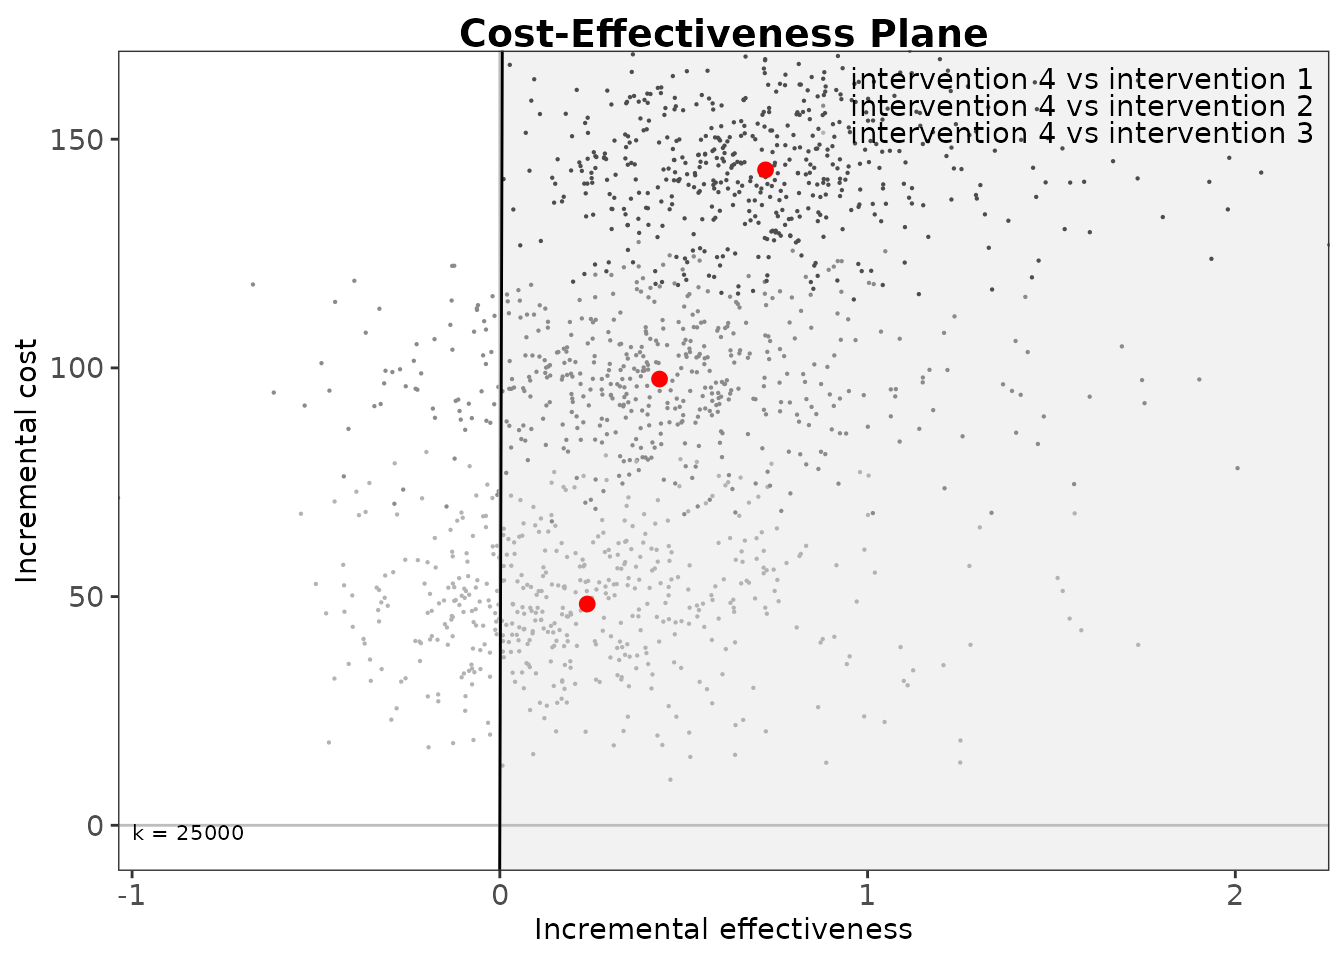 Cost-Effectiveness Plane
intervention 4 vs intervention 1
intervention 4 vs intervention 2
intervention 4 vs intervention 3
150
100
50
0
Incremental cost
k = 25000
-1
0
1
2
Incremental effectiveness